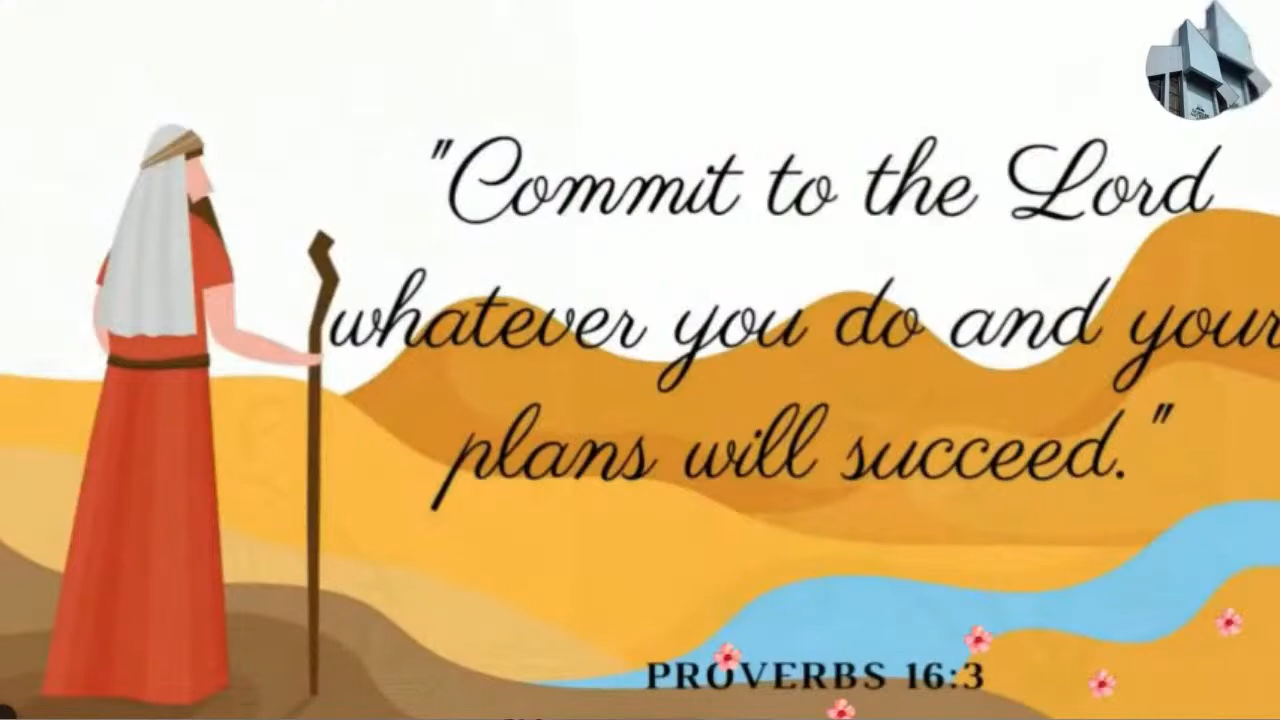 "Commit to the Lord
whatever you do and your
plans will succeed."
PROVERBS 16:3